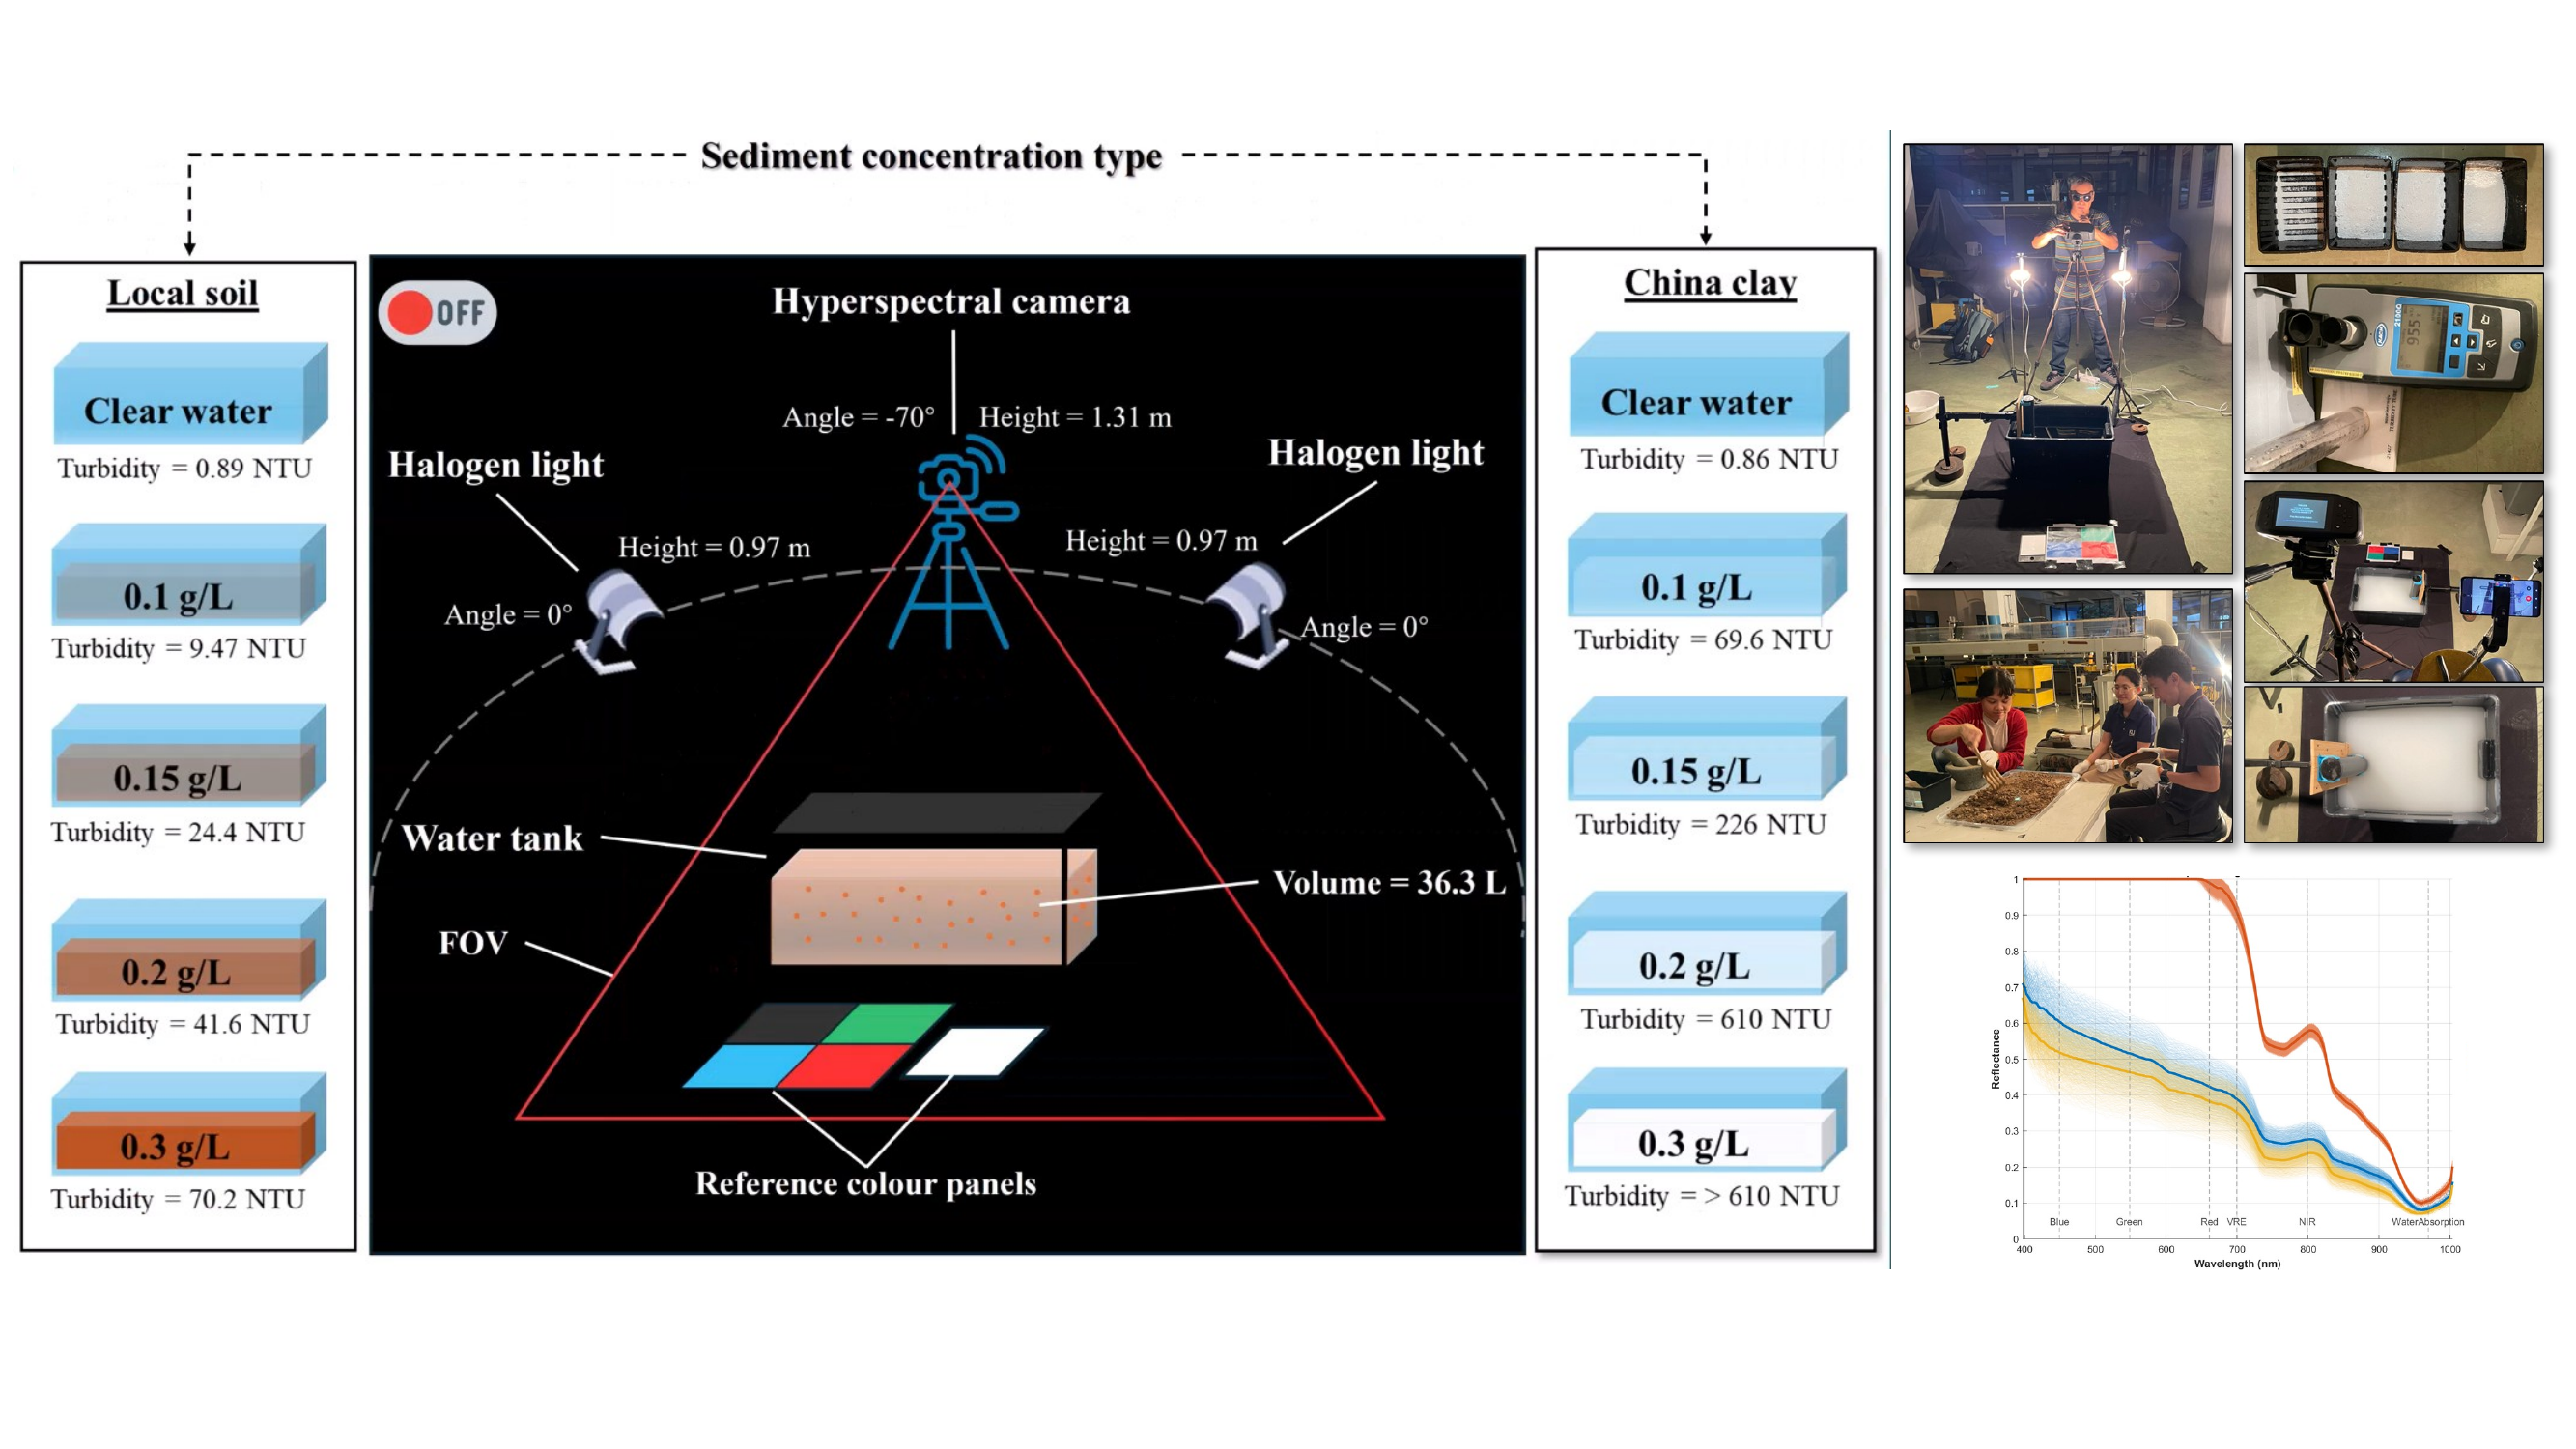 Sediment concentration type
Local soil
Clear water
Turbidity = 0.89 NTU
0.1 g/L
Turbidity = 9.47 NTU
0.15 g/L
Turbidity = 24.4 NTU
0.2 g/L
Turbidity = 41.6 NTU
0.3 g/L
Turbidity = 70.2 NTU
OFF
Hyperspectral camera
Angle = -70°
Height = 1.31 m
Halogen light
Halogen light
Height = 0.97 m
Height = 0.97 m
Angle = 0°
Angle = 0°
Water tank
Volume = 36.3 L
FOV
Reference colour panels
China clay
Clear water
Turbidity = 0.86 NTU
0.1 g/L
Turbidity = 69.6 NTU
0.15 g/L
Turbidity = 226 NTU
0.2 g/L
Turbidity = 610 NTU
0.3 g/L
Turbidity = > 610 NTU
955
1
0.9
0.8
0.7
0.6
0.5
0.4
0.3
0.2
0.1
0
Reflectance
Blue
Green
Red
VRE
NIR
WaterAbsorption
400
500
600
700
800
900
1000
Wavelength (nm)